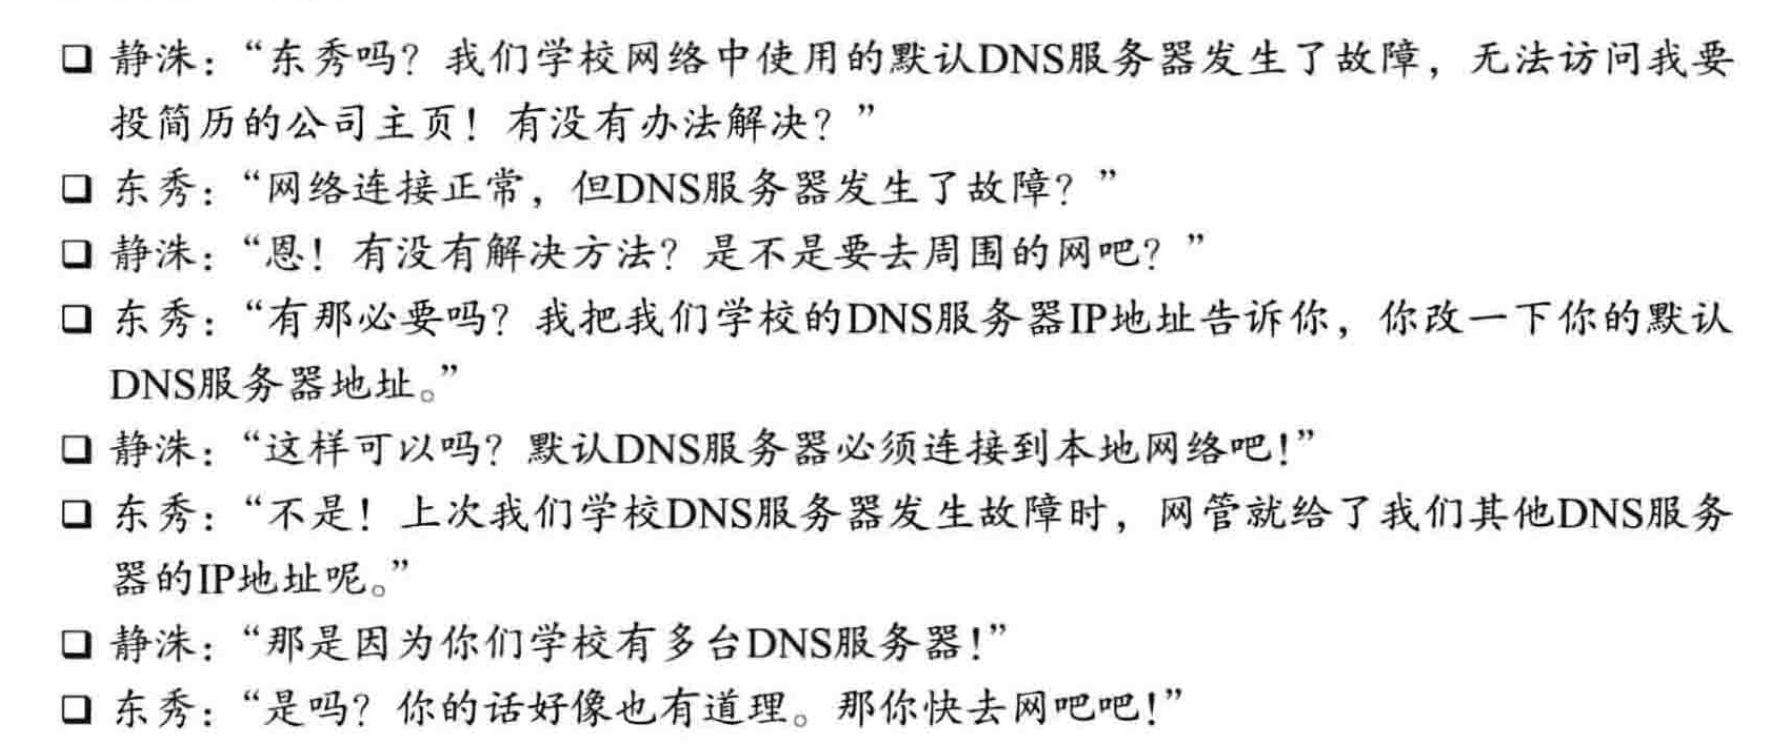 ❑ 静洙：“东秀吗？我们学校网络中使用的默认DNS服务器发生了故障，无法访问我要
投简历的公司主页！有没有办法解决？”
❑ 东秀：“网络连接正常，但DNS服务器发生了故障？”
❑ 静洙：“恩！有没有解决方法？是不是要去周围的网吧？”
❑ 东秀：“有那必要吗？我把我们学校的DNS服务器IP地址告诉你，你改一下你的默认
DNS服务器地址。”
❑ 静洙：“这样可以吗？默认DNS服务器必须连接到本地网络吧！”
❑ 东秀：“不是！上次我们学校DNS服务器发生故障时，网管就给了我们其他DNS服务
器的IP地址呢。”
❑ 静洙：“那是因为你们学校有多台DNS服务器！”
❑ 东秀：“是吗？你的话好像也有道理。那你快去网吧吧！”